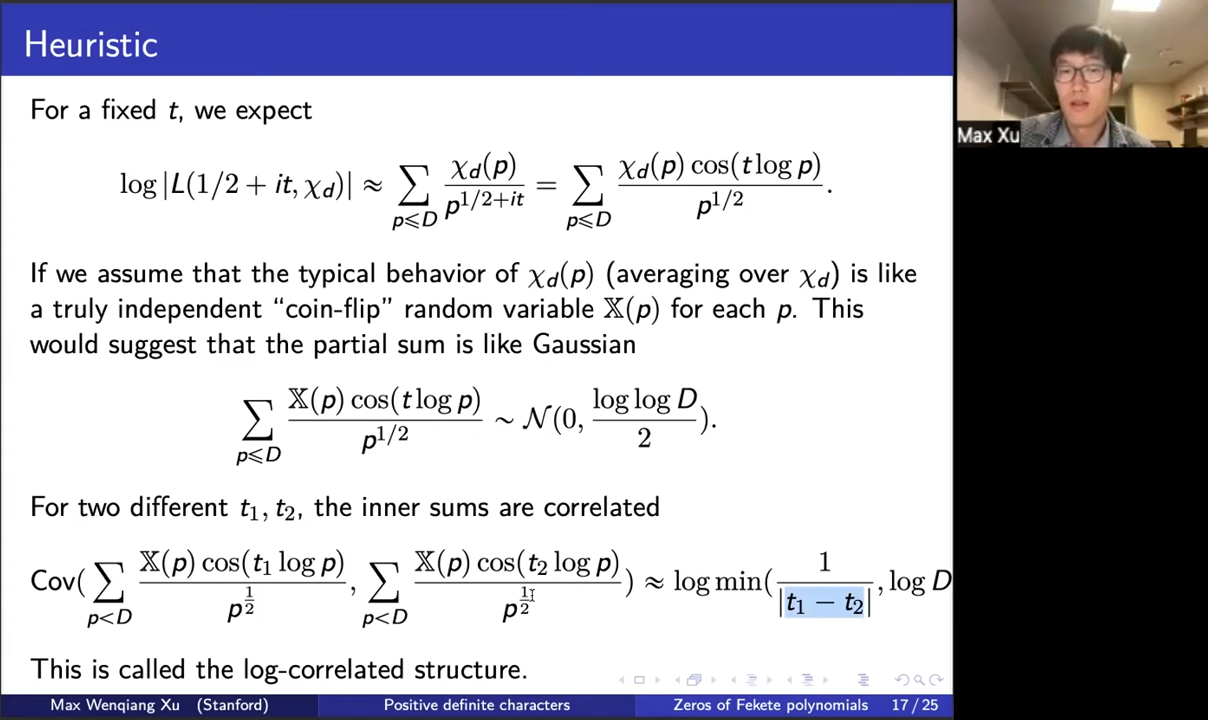 Heuristic
For a fixed t, we expect
log |L(1/2 + it, χ_d)| ≈ ∑_{p⩽D} χ_d(p) / p^{1/2+it} = ∑_{p⩽D} χ_d(p) cos(t log p) / p^{1/2}.
If we assume that the typical behavior of χ_d(p) (averaging over χ_d) is like
a truly independent “coin-flip” random variable 𝕏(p) for each p. This
would suggest that the partial sum is like Gaussian
∑_{p⩽D} 𝕏(p) cos(t log p) / p^{1/2} ∼ 𝒩(0, log log D / 2).
For two different t_1, t_2, the inner sums are correlated
Cov(∑_{p<D} 𝕏(p) cos(t_1 log p) / p^{1/2}, ∑_{p<D} 𝕏(p) cos(t_2 log p) / p^{1/2}) ≈ log min(1 / |t_1 − t_2|, log D
This is called the log-correlated structure.
Max Wenqiang Xu (Stanford) Positive definite characters Zeros of Fekete polynomials 17 / 25
Max Xu